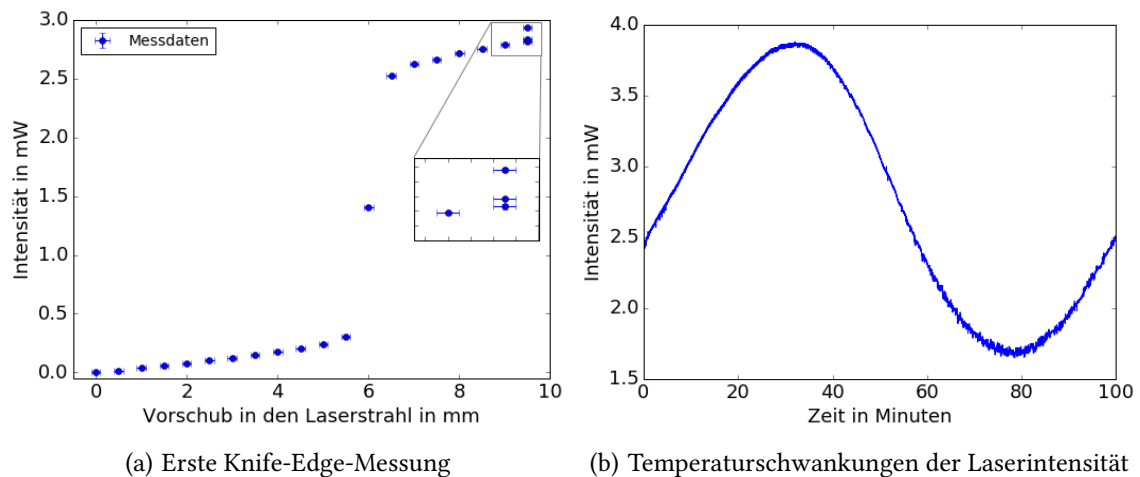 3.0
2.5
2.0
1.5
1.0
0.5
0.0
Intensität in mW
Messdaten
0 2 4 6 8 10
Vorschub in den Laserstrahl in mm
(a) Erste Knife-Edge-Messung
4.0
3.5
3.0
2.5
2.0
1.5
Intensität in mW
0 20 40 60 80 100
Zeit in Minuten
(b) Temperaturschwankungen der Laserintensität